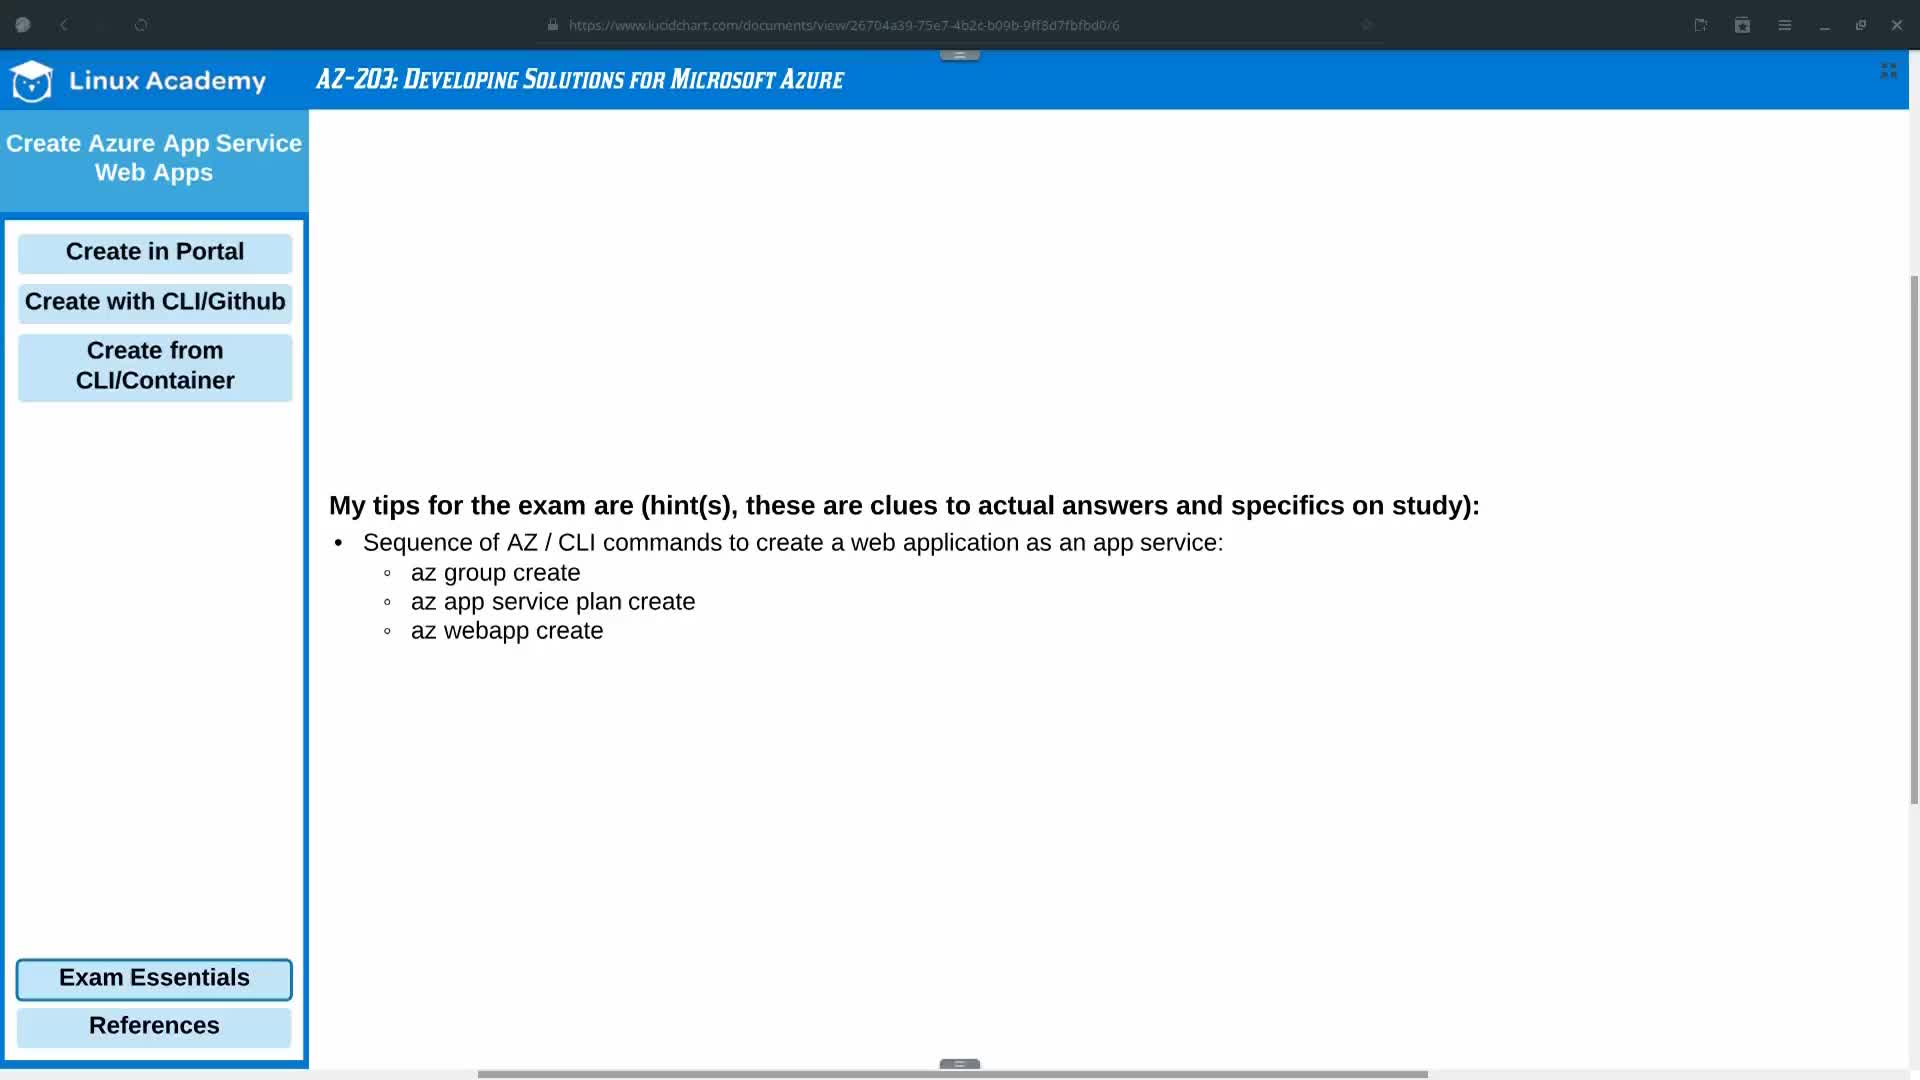 https://www.lucidchart.com/documents/view/26704a39-75e7-4b2c-b09b-9ff8d7fbfbd0/6
Linux Academy
AZ-203: Developing Solutions for Microsoft Azure
Create Azure App Service
Web Apps
Create in Portal
Create with CLI/Github
Create from
CLI/Container
My tips for the exam are (hint(s), these are clues to actual answers and specifics on study):
• Sequence of AZ / CLI commands to create a web application as an app service:
◦ az group create
◦ az app service plan create
◦ az webapp create
Exam Essentials
References